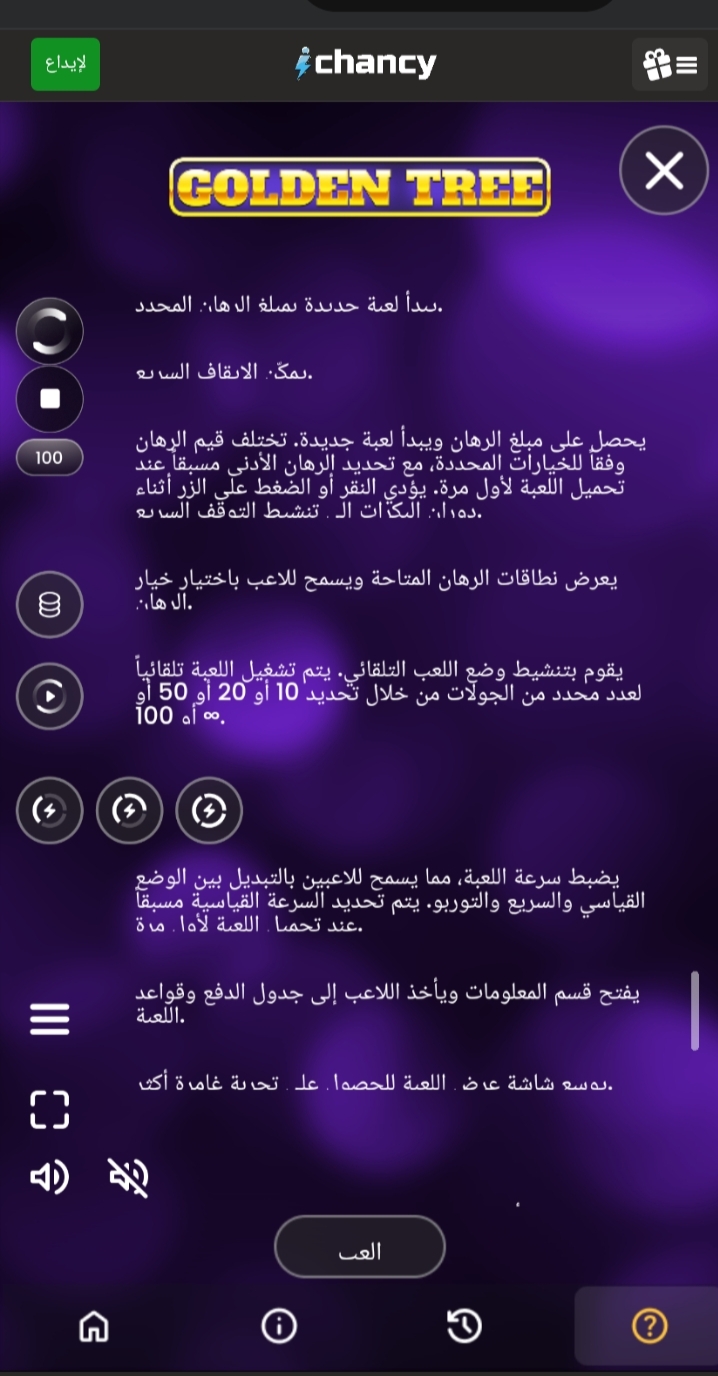 لإيداع
ichancy
GOLDEN TREE
يبدأ لعبة جديدة بمبلغ الرهان المحدد.
يمكّن الإيقاف السريع.
100
يحصل على مبلغ الرهان ويبدأ لعبة جديدة. تختلف قيم الرهان
وفقاً للخيارات المحددة، مع تحديد الرهان الأدنى مسبقاً عند
تحميل اللعبة لأول مرة. يؤدي النقر أو الضغط على الزر أثناء
دوران البكرات إلى تنشيط التوقف السريع.
يعرض نطاقات الرهان المتاحة ويسمح للاعب باختيار خيار
الرهان.
يقوم بتنشيط وضع اللعب التلقائي. يتم تشغيل اللعبة تلقائياً
لعدد محدد من الجولات من خلال تحديد 10 أو 20 أو 50 أو
100 أو ∞.
يضبط سرعة اللعبة، مما يسمح للاعبين بالتبديل بين الوضع
القياسي والسريع والتوربو. يتم تحديد السرعة القياسية مسبقاً
عند تحميل اللعبة لأول مرة.
يفتح قسم المعلومات ويأخذ اللاعب إلى جدول الدفع وقواعد
اللعبة.
يوسع شاشة عرض اللعبة للحصول على تجربة غامرة أكثر.
العب